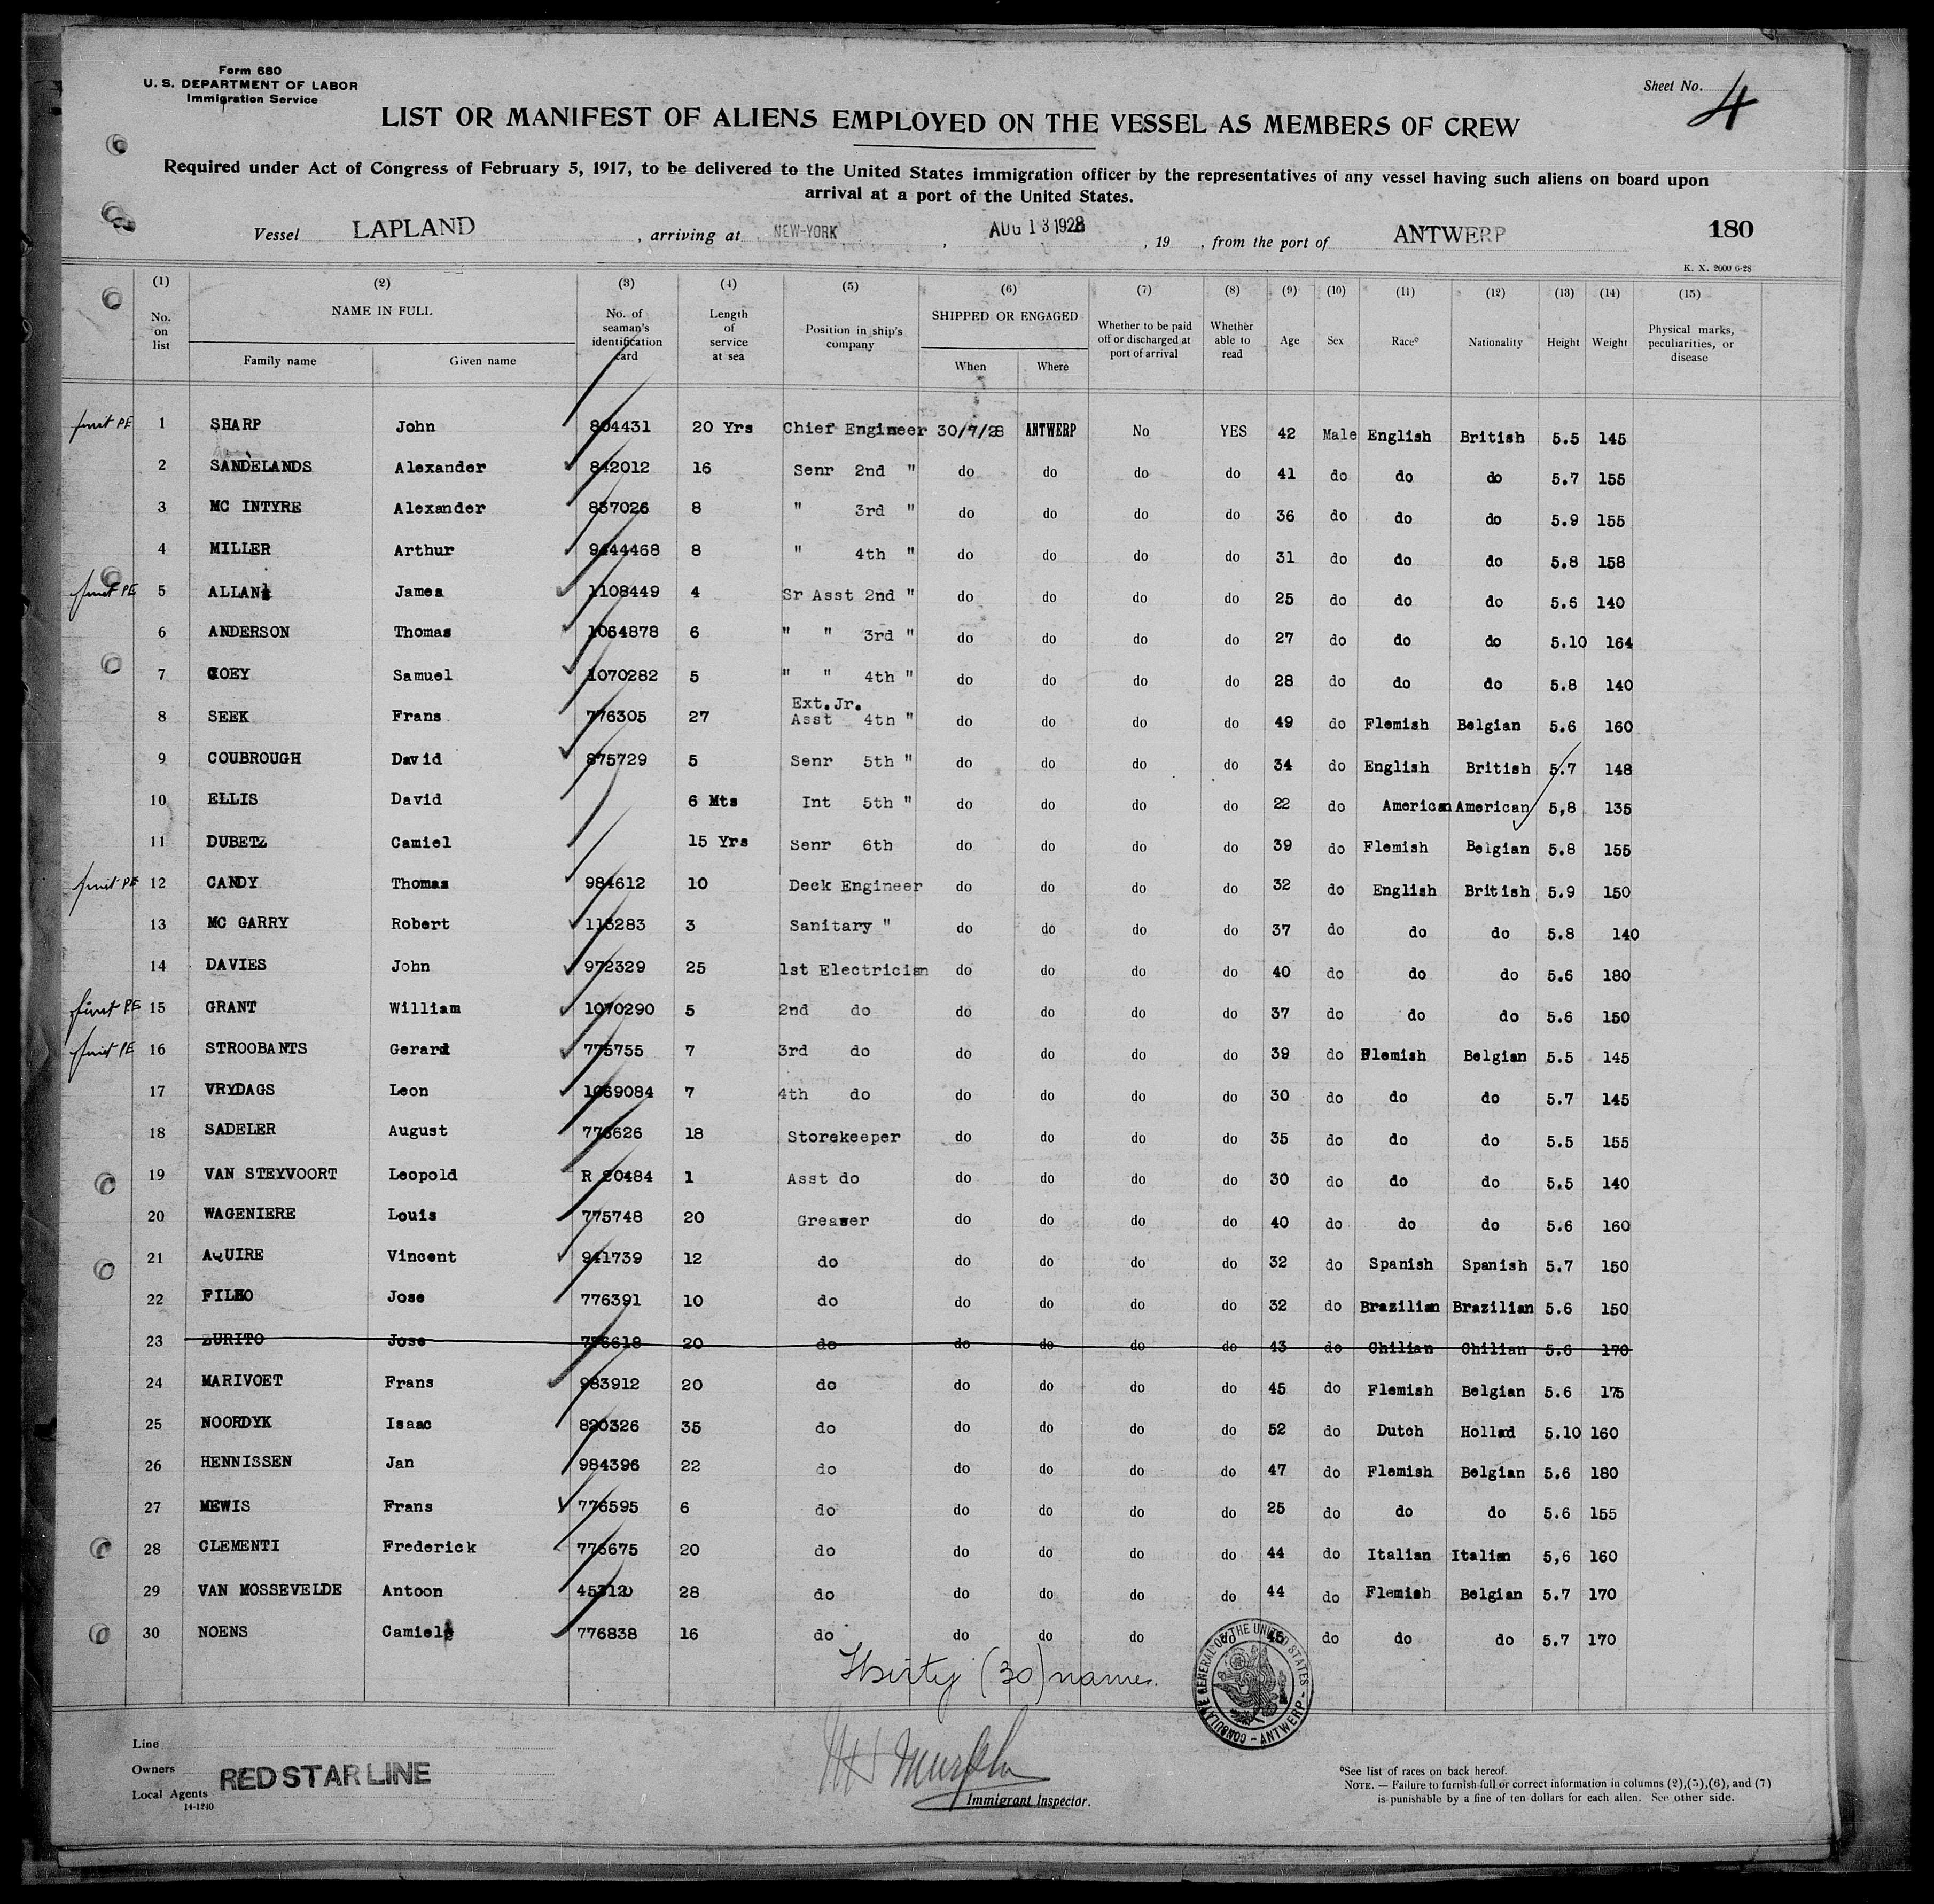 Form 680
U. S. DEPARTMENT OF LABOR
Immigration Service
Sheet No. 4
LIST OR MANIFEST OF ALIENS EMPLOYED ON THE VESSEL AS MEMBERS OF CREW
Required under Act of Congress of February 5, 1917, to be delivered to the United States immigration officer by the representatives of any vessel having such aliens on board upon
arrival at a port of the United States.
Vessel LAPLAND , arriving at NEW-YORK , AUG 13 1928 , 19 , from the port of ANTWERP 180
K. X. 2000 6-28
(1) (2) (3) (4) (5) (6) (7) (8) (9) (10) (11) (12) (13) (14) (15)
No. on list NAME IN FULL Family name Given name No. of seaman's identification card Length of service at sea Position in ship's company SHIPPED OR ENGAGED When Where Whether to be paid off or discharged at port of arrival Whether able to read Age Sex Race° Nationality Height Weight Physical marks, peculiarities, or disease
1 SHARP John 804431 20 Yrs Chief Engineer 30/7/28 ANTWERP No YES 42 Male English British 5.5 145
2 SANDELANDS Alexander 842012 16 Senr 2nd " do do do do 41 do do do 5.7 155
3 MC INTYRE Alexander 857026 8 " 3rd " do do do do 36 do do do 5.9 155
4 MILLER Arthur 9444468 8 " 4th " do do do do 31 do do do 5.8 158
5 ALLAN James 1108449 4 Sr Asst 2nd " do do do do 25 do do do 5.6 140
6 ANDERSON Thomas 1064878 6 " " 3rd " do do do do 27 do do do 5.10 164
7 COEY Samuel 1070282 5 " " 4th " do do do do 28 do do do 5.8 140
8 SEEK Frans 776305 27 Ext.Jr. Asst 4th " do do do do 49 do Flemish Belgian 5.6 160
9 COUBROUGH David 875729 5 Senr 5th " do do do do 34 do English British 5.7 148
10 ELLIS David 6 Mts Int 5th " do do do do 22 do American American 5,8 135
11 DUBETZ Camiel 15 Yrs Senr 6th do do do do 39 do Flemish Belgian 5.8 155
12 CANDY Thomas 984612 10 Deck Engineer do do do do 32 do English British 5.9 150
13 MC GARRY Robert 115283 3 Sanitary " do do do do 37 do do do 5.8 140
14 DAVIES John 972329 25 1st Electrician do do do do 40 do do do 5.6 180
15 GRANT William 1070290 5 2nd do do do do do 37 do do do 5.6 150
16 STROOBANTS Gerard 775755 7 3rd do do do do do 39 do Flemish Belgian 5.5 145
17 VRYDAGS Leon 1069084 7 4th do do do do do 30 do do do 5.7 145
18 SADELER August 776626 18 Storekeeper do do do do 35 do do do 5.5 155
19 VAN STEYVOORT Leopold R 20484 1 Asst do do do do do 30 do do do 5.5 140
20 WAGENIERE Louis 775748 20 Greaser do do do do 40 do do do 5.6 160
21 AQUIRE Vincent 941739 12 do do do do do 32 do Spanish Spanish 5.7 150
22 FILHO Jose 776391 10 do do do do do 32 do Brazilian Brazilian 5.6 150
23 ZURITO Jose 776618 20 do do do do do 43 do Chilian Chilian 5.6 170
24 MARIVOET Frans 983912 20 do do do do do 45 do Flemish Belgian 5.6 175
25 NOORDYK Isaac 820326 35 do do do do do 52 do Dutch Hollad 5.10 160
26 HENNISSEN Jan 984396 22 do do do do do 47 do Flemish Belgian 5.6 180
27 MEWIS Frans 776595 6 do do do do do 25 do do do 5.6 155
28 CLEMENTI Frederick 776675 20 do do do do do 44 do Italian Italian 5,6 160
29 VAN MOSSEVELDE Antoon 45312 28 do do do do do 44 do Flemish Belgian 5.7 170
30 NOENS Camiel 776838 16 do do do do do do do do 5.7 170
Thirty (30) names.
CONSULATE GENERAL OF THE UNITED STATES - ANTWERP -
Line
Owners RED STAR LINE
Local Agents
14-1240
Immigrant Inspector.
°See list of races on back hereof.
NOTE. — Failure to furnish full or correct information in columns (2),(5),(6), and (7)
is punishable by a fine of ten dollars for each alien. See other side.